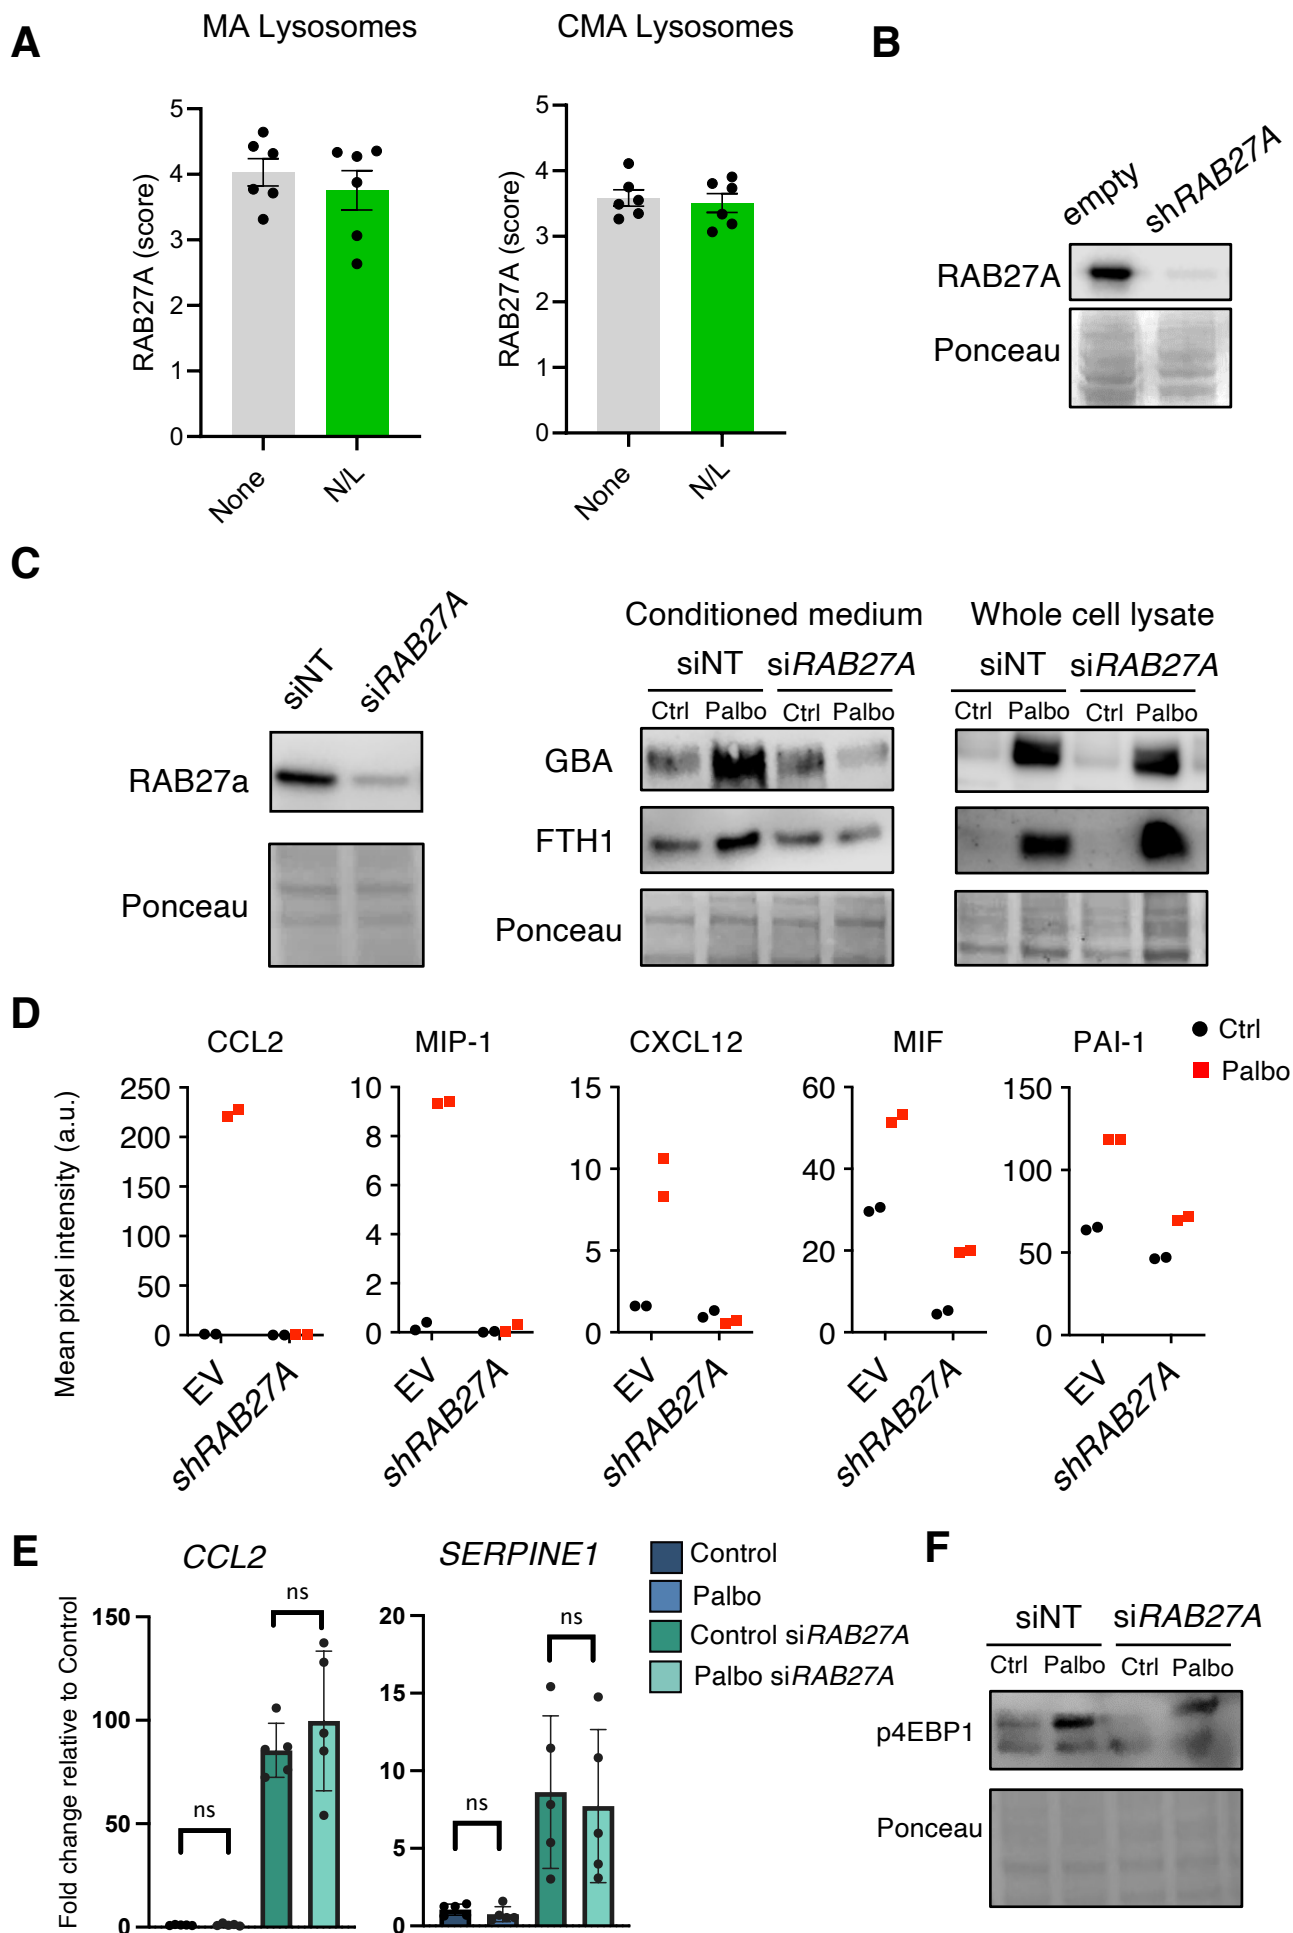 A
MA Lysosomes
CMA Lysosomes
RAB27A (score)
5
4
3
2
1
0
None
N/L
RAB27A (score)
5
4
3
2
1
0
None
N/L
B
empty
shRAB27A
RAB27A
Ponceau
C
siNT
siRAB27A
RAB27a
Ponceau
Conditioned medium
Whole cell lysate
siNT siRAB27A
siNT siRAB27A
Ctrl Palbo Ctrl Palbo
Ctrl Palbo Ctrl Palbo
GBA
FTH1
Ponceau
D
Mean pixel intensity (a.u.)
CCL2
250
200
150
100
50
0
EV
shRAB27A
MIP-1
10
8
6
4
2
0
EV
shRAB27A
CXCL12
15
10
5
0
EV
shRAB27A
MIF
60
40
20
0
EV
shRAB27A
PAI-1
150
100
50
0
EV
shRAB27A
Ctrl
Palbo
E
Fold change relative to Control
CCL2
150
100
50
0
ns
ns
SERPINE1
20
15
10
5
0
ns
ns
Control
Palbo
Control siRAB27A
Palbo siRAB27A
F
siNT siRAB27A
Ctrl Palbo Ctrl Palbo
p4EBP1
Ponceau